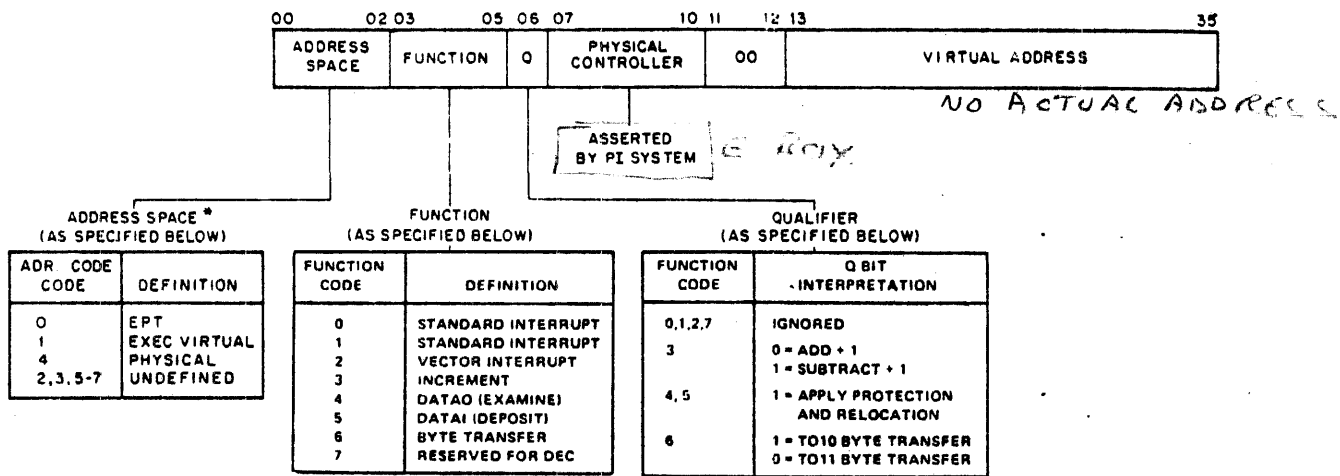 00 02 03 05 06 07 10 11 12 13 35
ADDRESS SPACE FUNCTION Q PHYSICAL CONTROLLER 00 VIRTUAL ADDRESS
NO ACTUAL ADDRESS
ASSERTED
BY PI SYSTEM
ADDRESS SPACE *
(AS SPECIFIED BELOW)
ADR. CODE CODE DEFINITION
0 EPT
1 EXEC VIRTUAL
4 PHYSICAL
2,3,5-7 UNDEFINED
FUNCTION
(AS SPECIFIED BELOW)
FUNCTION CODE DEFINITION
0 STANDARD INTERRUPT
1 STANDARD INTERRUPT
2 VECTOR INTERRUPT
3 INCREMENT
4 DATAO (EXAMINE)
5 DATAI (DEPOSIT)
6 BYTE TRANSFER
7 RESERVED FOR DEC
QUALIFIER
(AS SPECIFIED BELOW)
FUNCTION CODE Q BIT INTERPRETATION
0,1,2,7 IGNORED
3 0 = ADD + 1
1 = SUBTRACT + 1
4, 5 1 = APPLY PROTECTION
AND RELOCATION
6 1 = TO10 BYTE TRANSFER
0 = TO11 BYTE TRANSFER